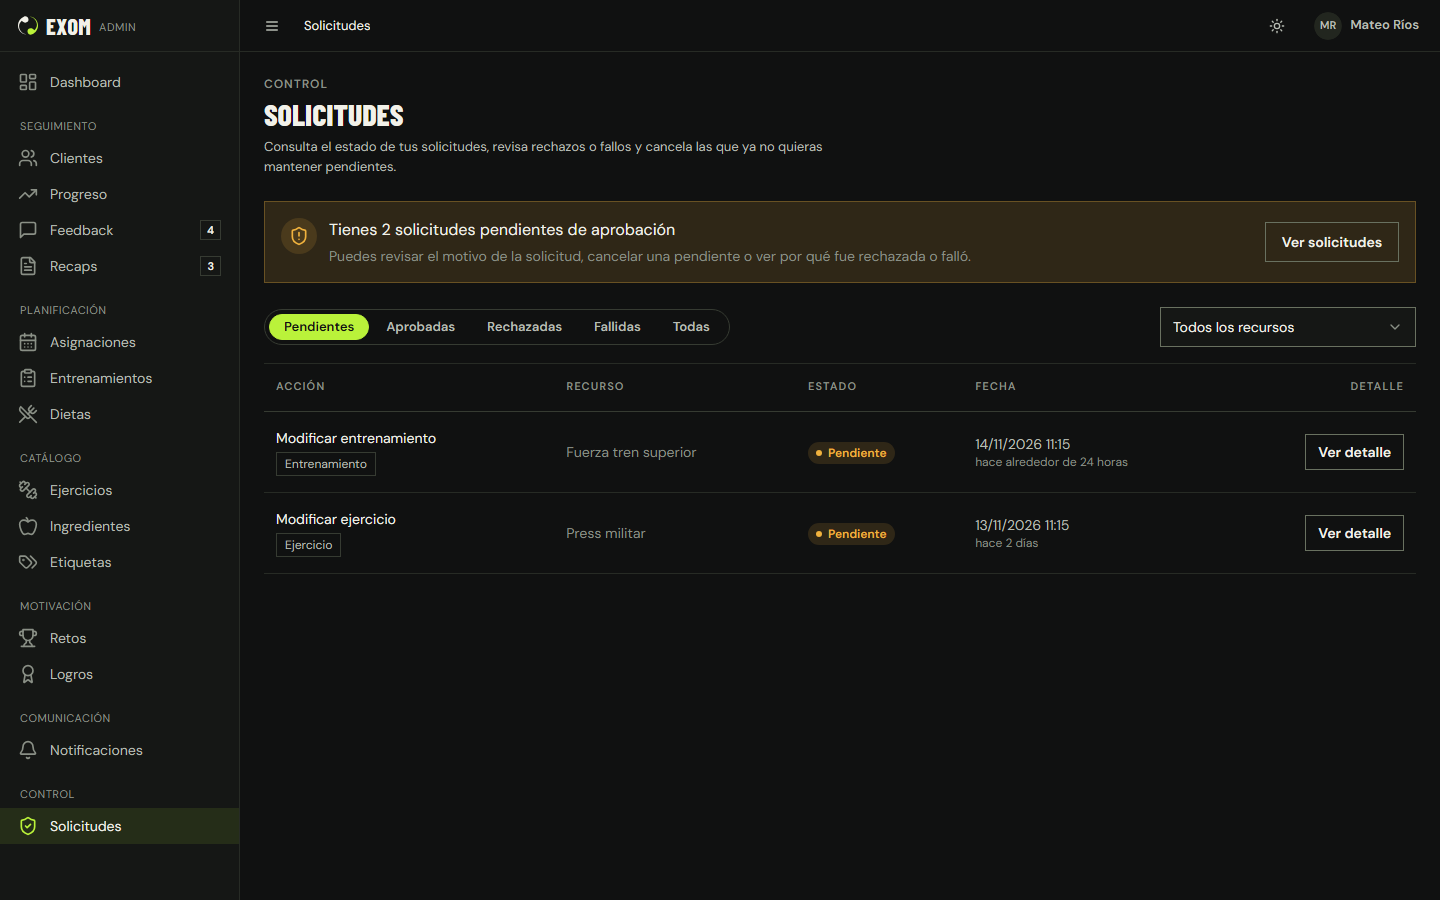 EXOM ADMIN
Solicitudes
MR Mateo Ríos
Dashboard
SEGUIMIENTO
Clientes
Progreso
Feedback 4
Recaps 3
PLANIFICACIÓN
Asignaciones
Entrenamientos
Dietas
CATÁLOGO
Ejercicios
Ingredientes
Etiquetas
MOTIVACIÓN
Retos
Logros
COMUNICACIÓN
Notificaciones
CONTROL
Solicitudes
CONTROL
SOLICITUDES
Consulta el estado de tus solicitudes, revisa rechazos o fallos y cancela las que ya no quieras
mantener pendientes.
Tienes 2 solicitudes pendientes de aprobación
Puedes revisar el motivo de la solicitud, cancelar una pendiente o ver por qué fue rechazada o falló.
Ver solicitudes
Pendientes Aprobadas Rechazadas Fallidas Todas
Todos los recursos
ACCIÓN RECURSO ESTADO FECHA DETALLE
Modificar entrenamiento
Entrenamiento
Fuerza tren superior
Pendiente
14/11/2026 11:15
hace alrededor de 24 horas
Ver detalle
Modificar ejercicio
Ejercicio
Press militar
Pendiente
13/11/2026 11:15
hace 2 días
Ver detalle